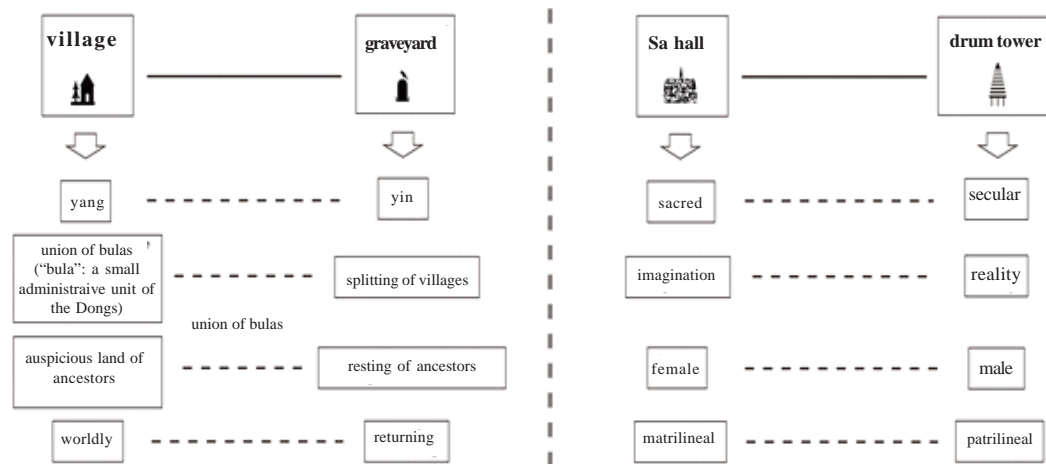 village
graveyard
Sa hall
drum tower
yang
yin
sacred
secular
union of bulas
(“bula”: a small
administraive unit of
the Dongs)
splitting of villages
imagination
reality
union of bulas
auspicious land of
ancestors
resting of ancestors
female
male
worldly
returning
matrilineal
patrilineal